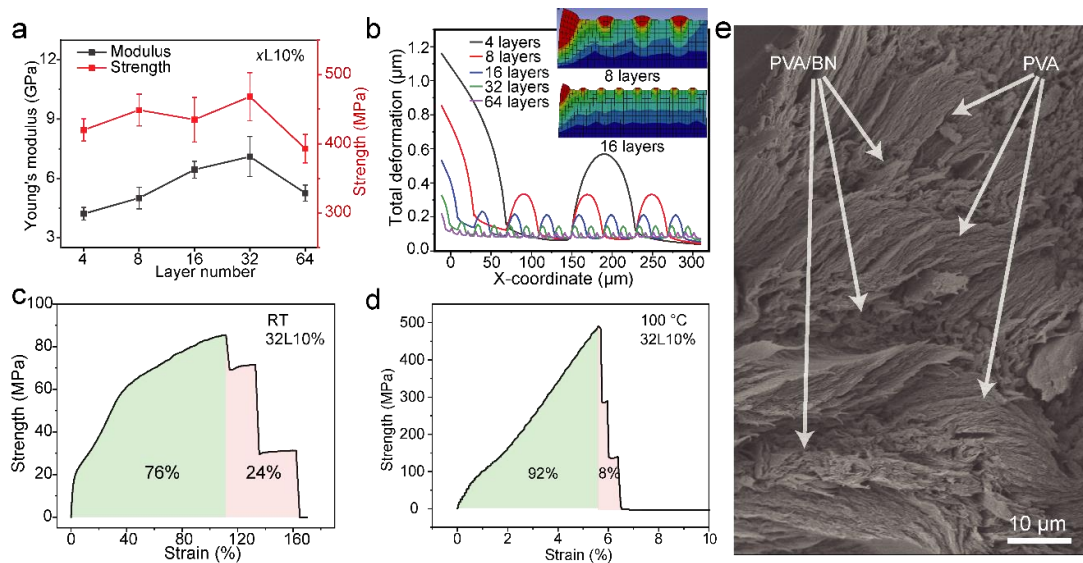 a
Modulus
Strength
xL10%
Young's modulus (GPa)
12
9
6
3
Strength (MPa)
500
400
300
200
4
8
16
32
64
Layer number
b
4 layers
8 layers
16 layers
32 layers
64 layers
8 layers
16 layers
Total deformation (µm)
1.2
1.0
0.8
0.6
0.4
0.2
0.0
0
50
100
150
200
250
300
X-coordinate (µm)
c
RT
32L10%
Strength (MPa)
100
80
60
40
20
0
76%
24%
0
40
80
120
160
Strain (%)
d
100 °C
32L10%
Strength (MPa)
500
400
300
200
100
0
92%
8%
0
2
4
6
8
10
Strain (%)
e
PVA/BN
PVA
10 µm